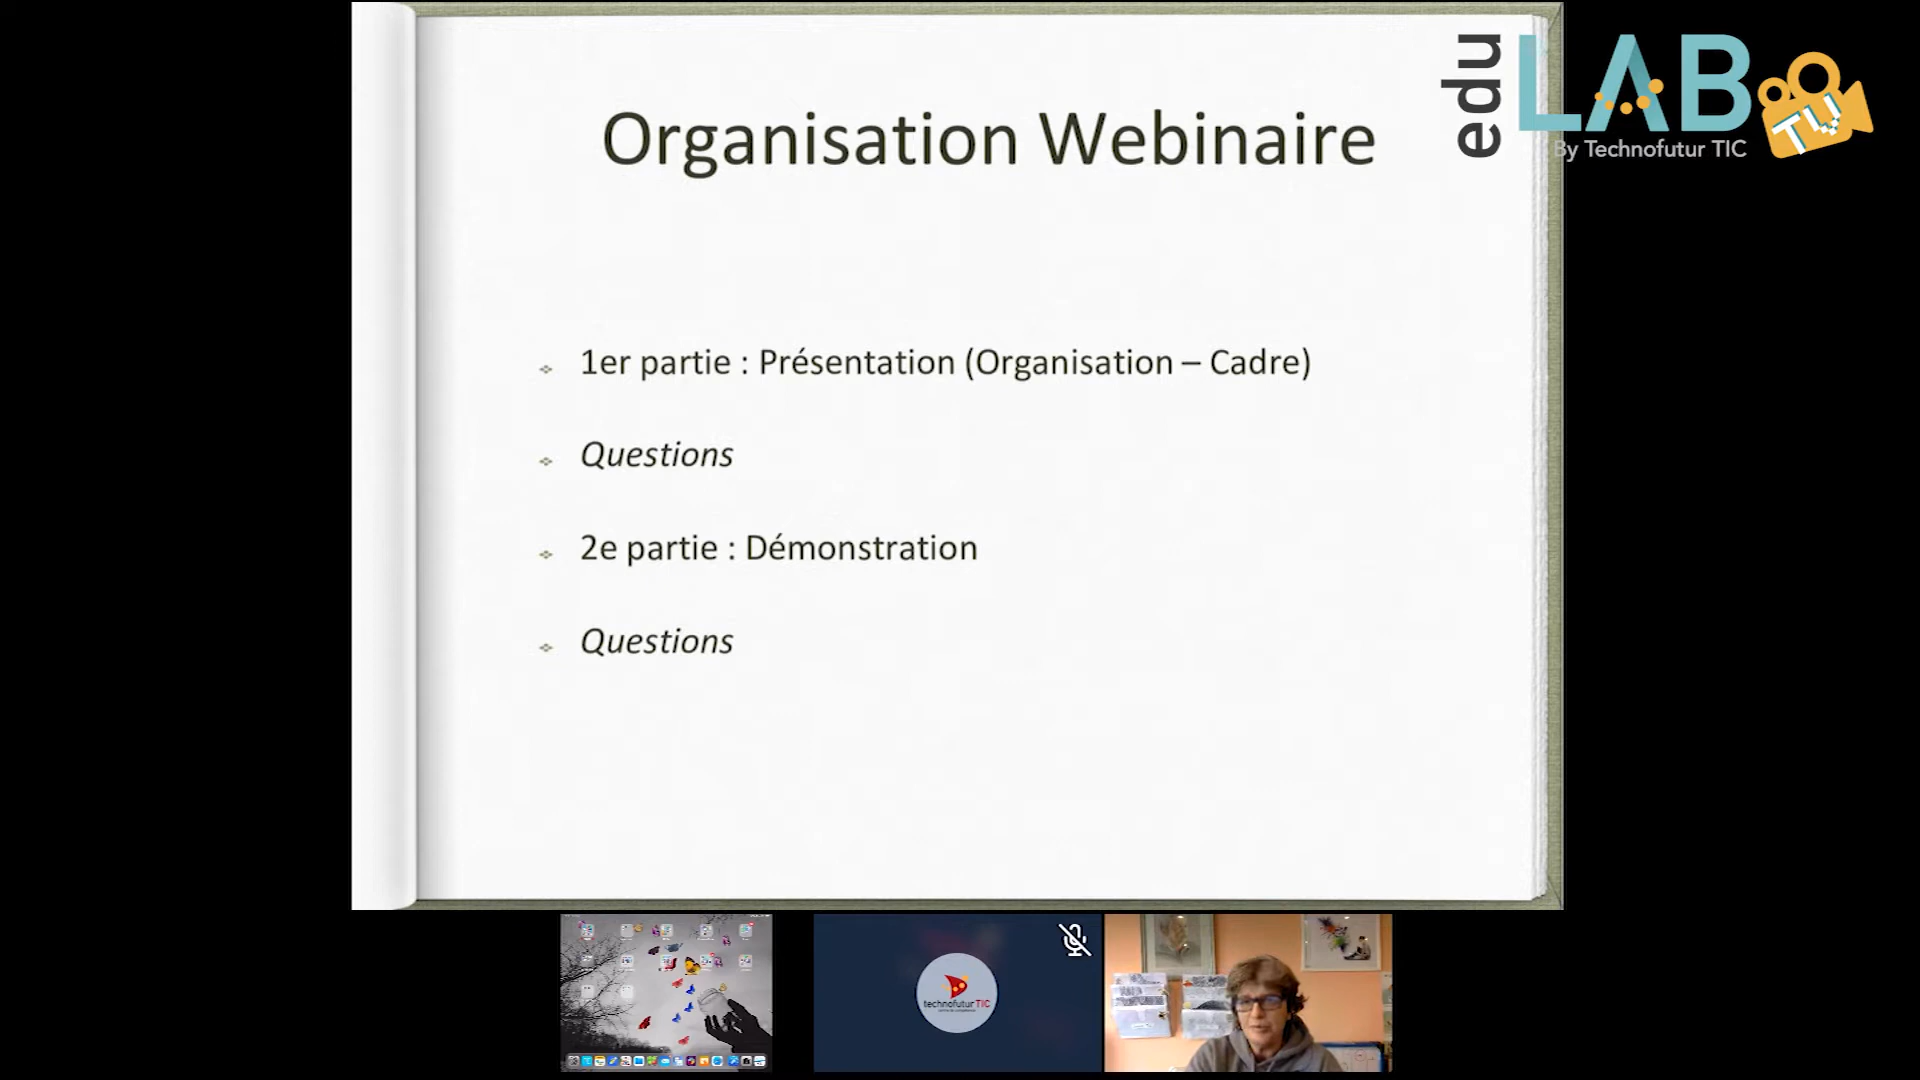 Organisation Webinaire
edu
LAB
TV
By Technofutur TIC
1er partie : Présentation (Organisation – Cadre)
Questions
2e partie : Démonstration
Questions
technofutur TIC